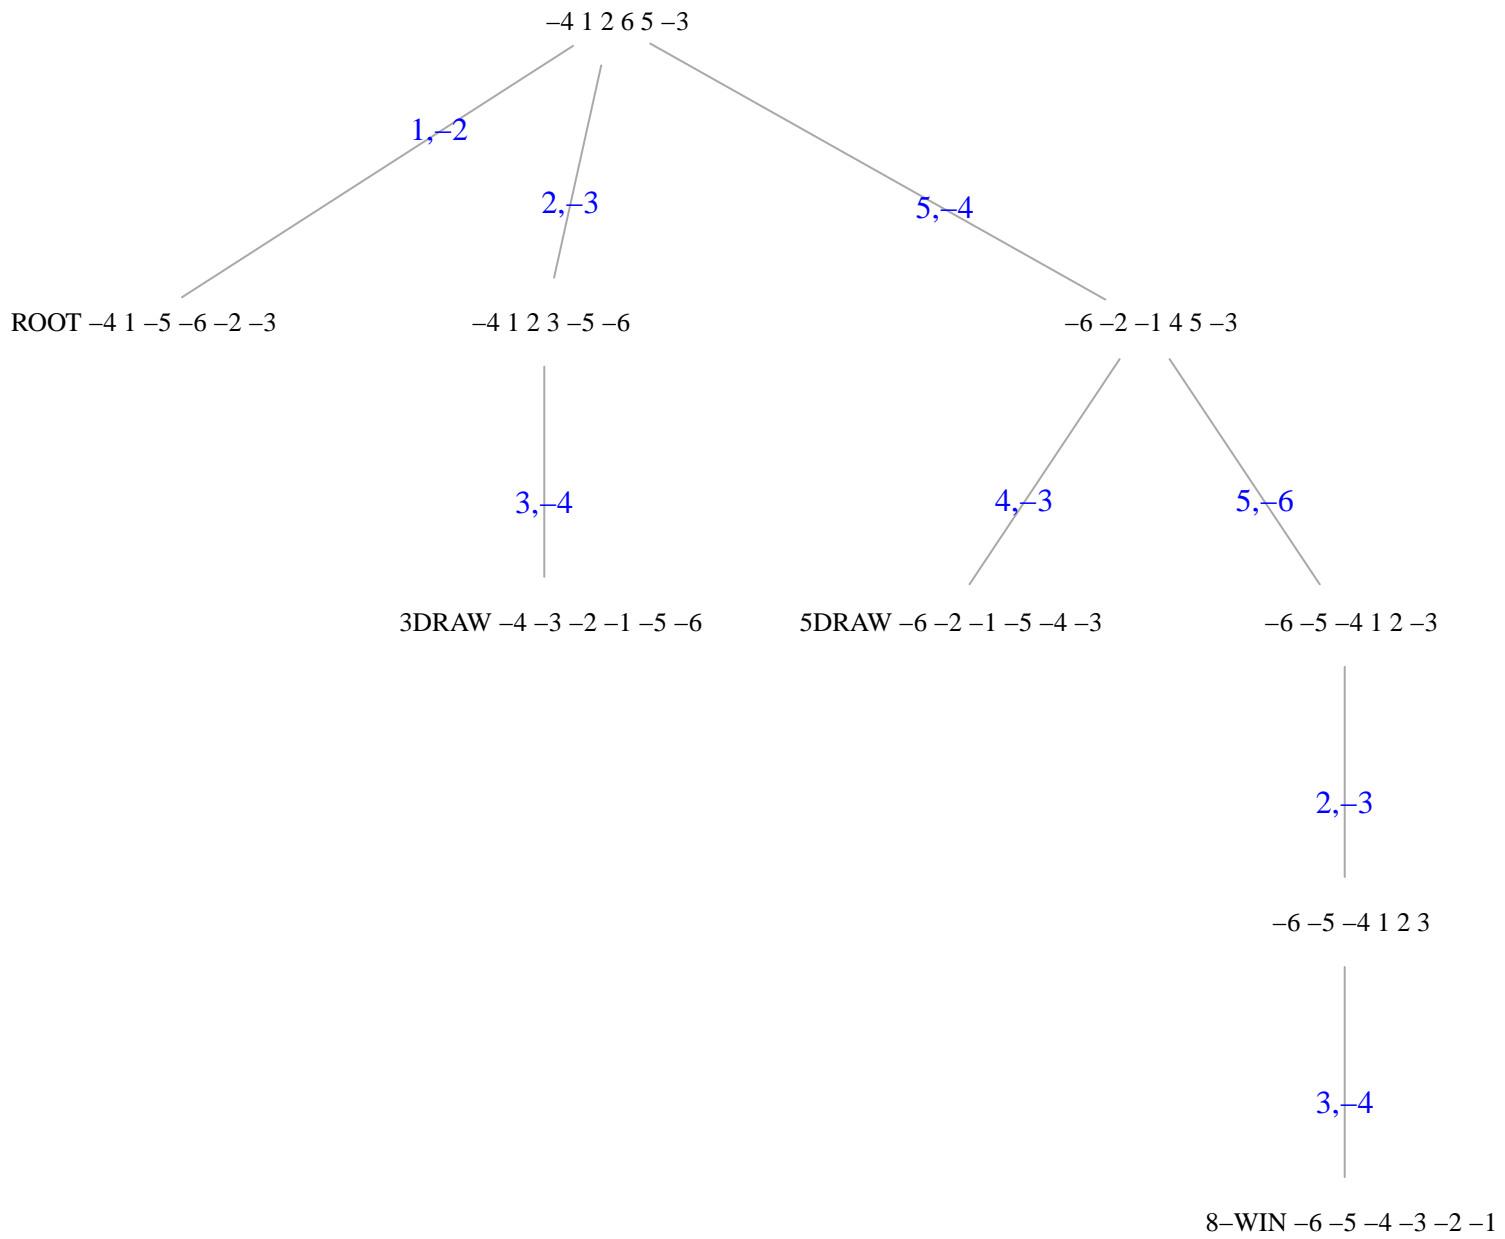 –4 1 2 6 5 –3
1,–2
2,–3
5,–4
ROOT –4 1 –5 –6 –2 –3
–4 1 2 3 –5 –6
–6 –2 –1 4 5 –3
3,–4
4,–3
5,–6
3DRAW –4 –3 –2 –1 –5 –6
5DRAW –6 –2 –1 –5 –4 –3
–6 –5 –4 1 2 –3
2,–3
–6 –5 –4 1 2 3
3,–4
8–WIN –6 –5 –4 –3 –2 –1